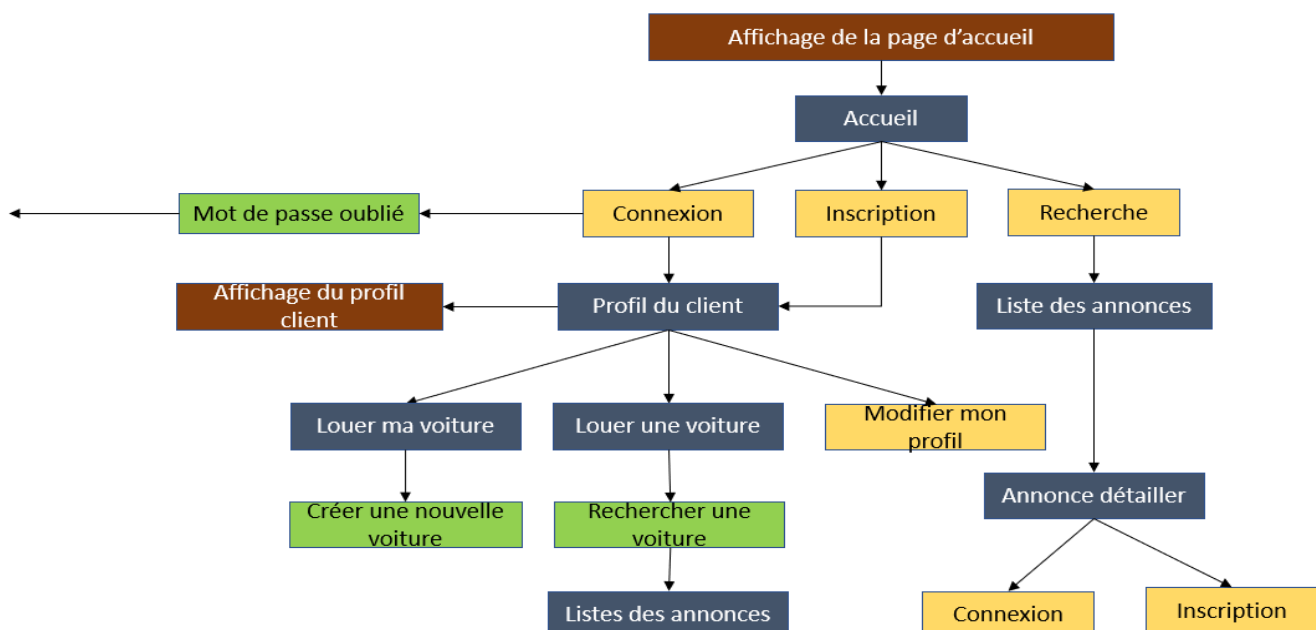 Affichage de la page d’accueil
Accueil
Mot de passe oublié
Connexion
Inscription
Recherche
Affichage du profil
client
Profil du client
Liste des annonces
Louer ma voiture
Louer une voiture
Modifier mon
profil
Annonce détailler
Créer une nouvelle
voiture
Rechercher une
voiture
Listes des annonces
Connexion
Inscription